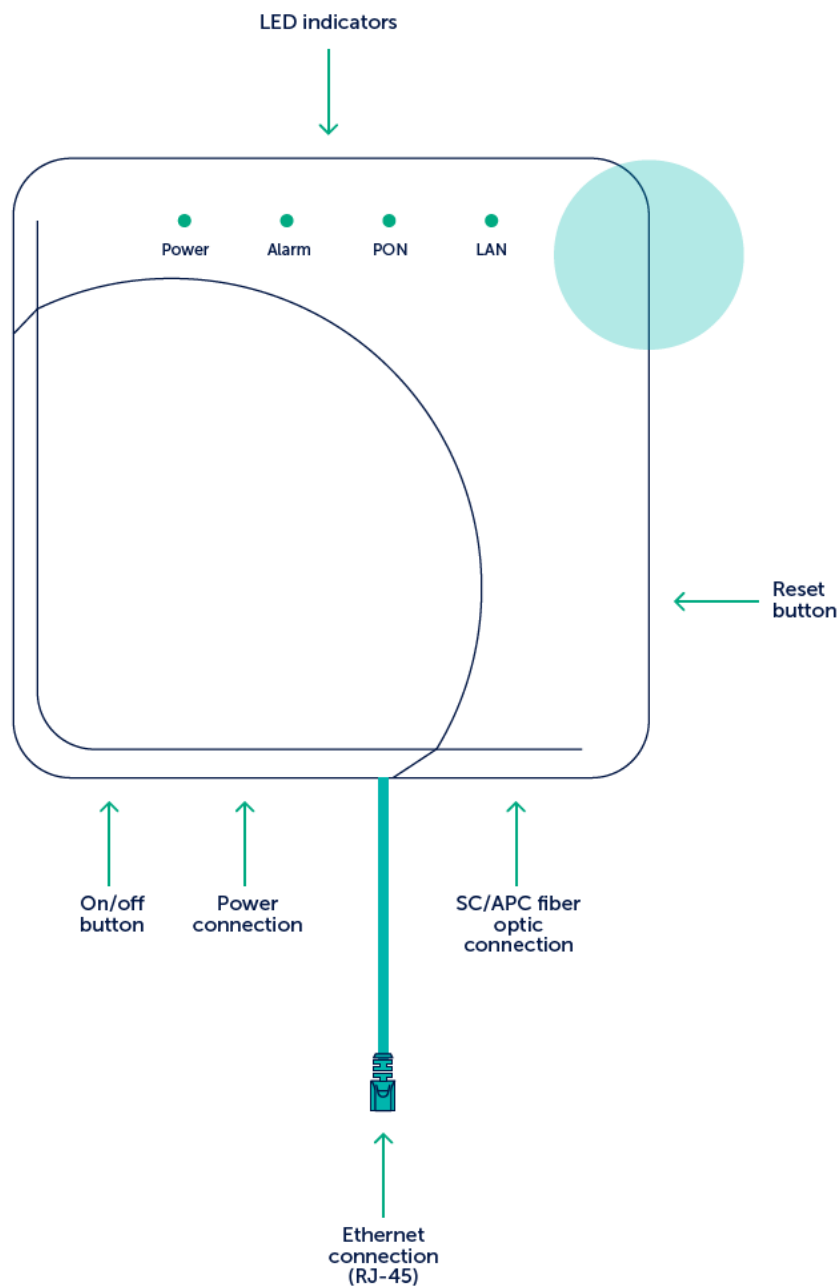 LED indicators
Power
Alarm
PON
LAN
Reset
button
On/off
button
Power
connection
SC/APC fiber
optic
connection
Ethernet
connection
(RJ-45)